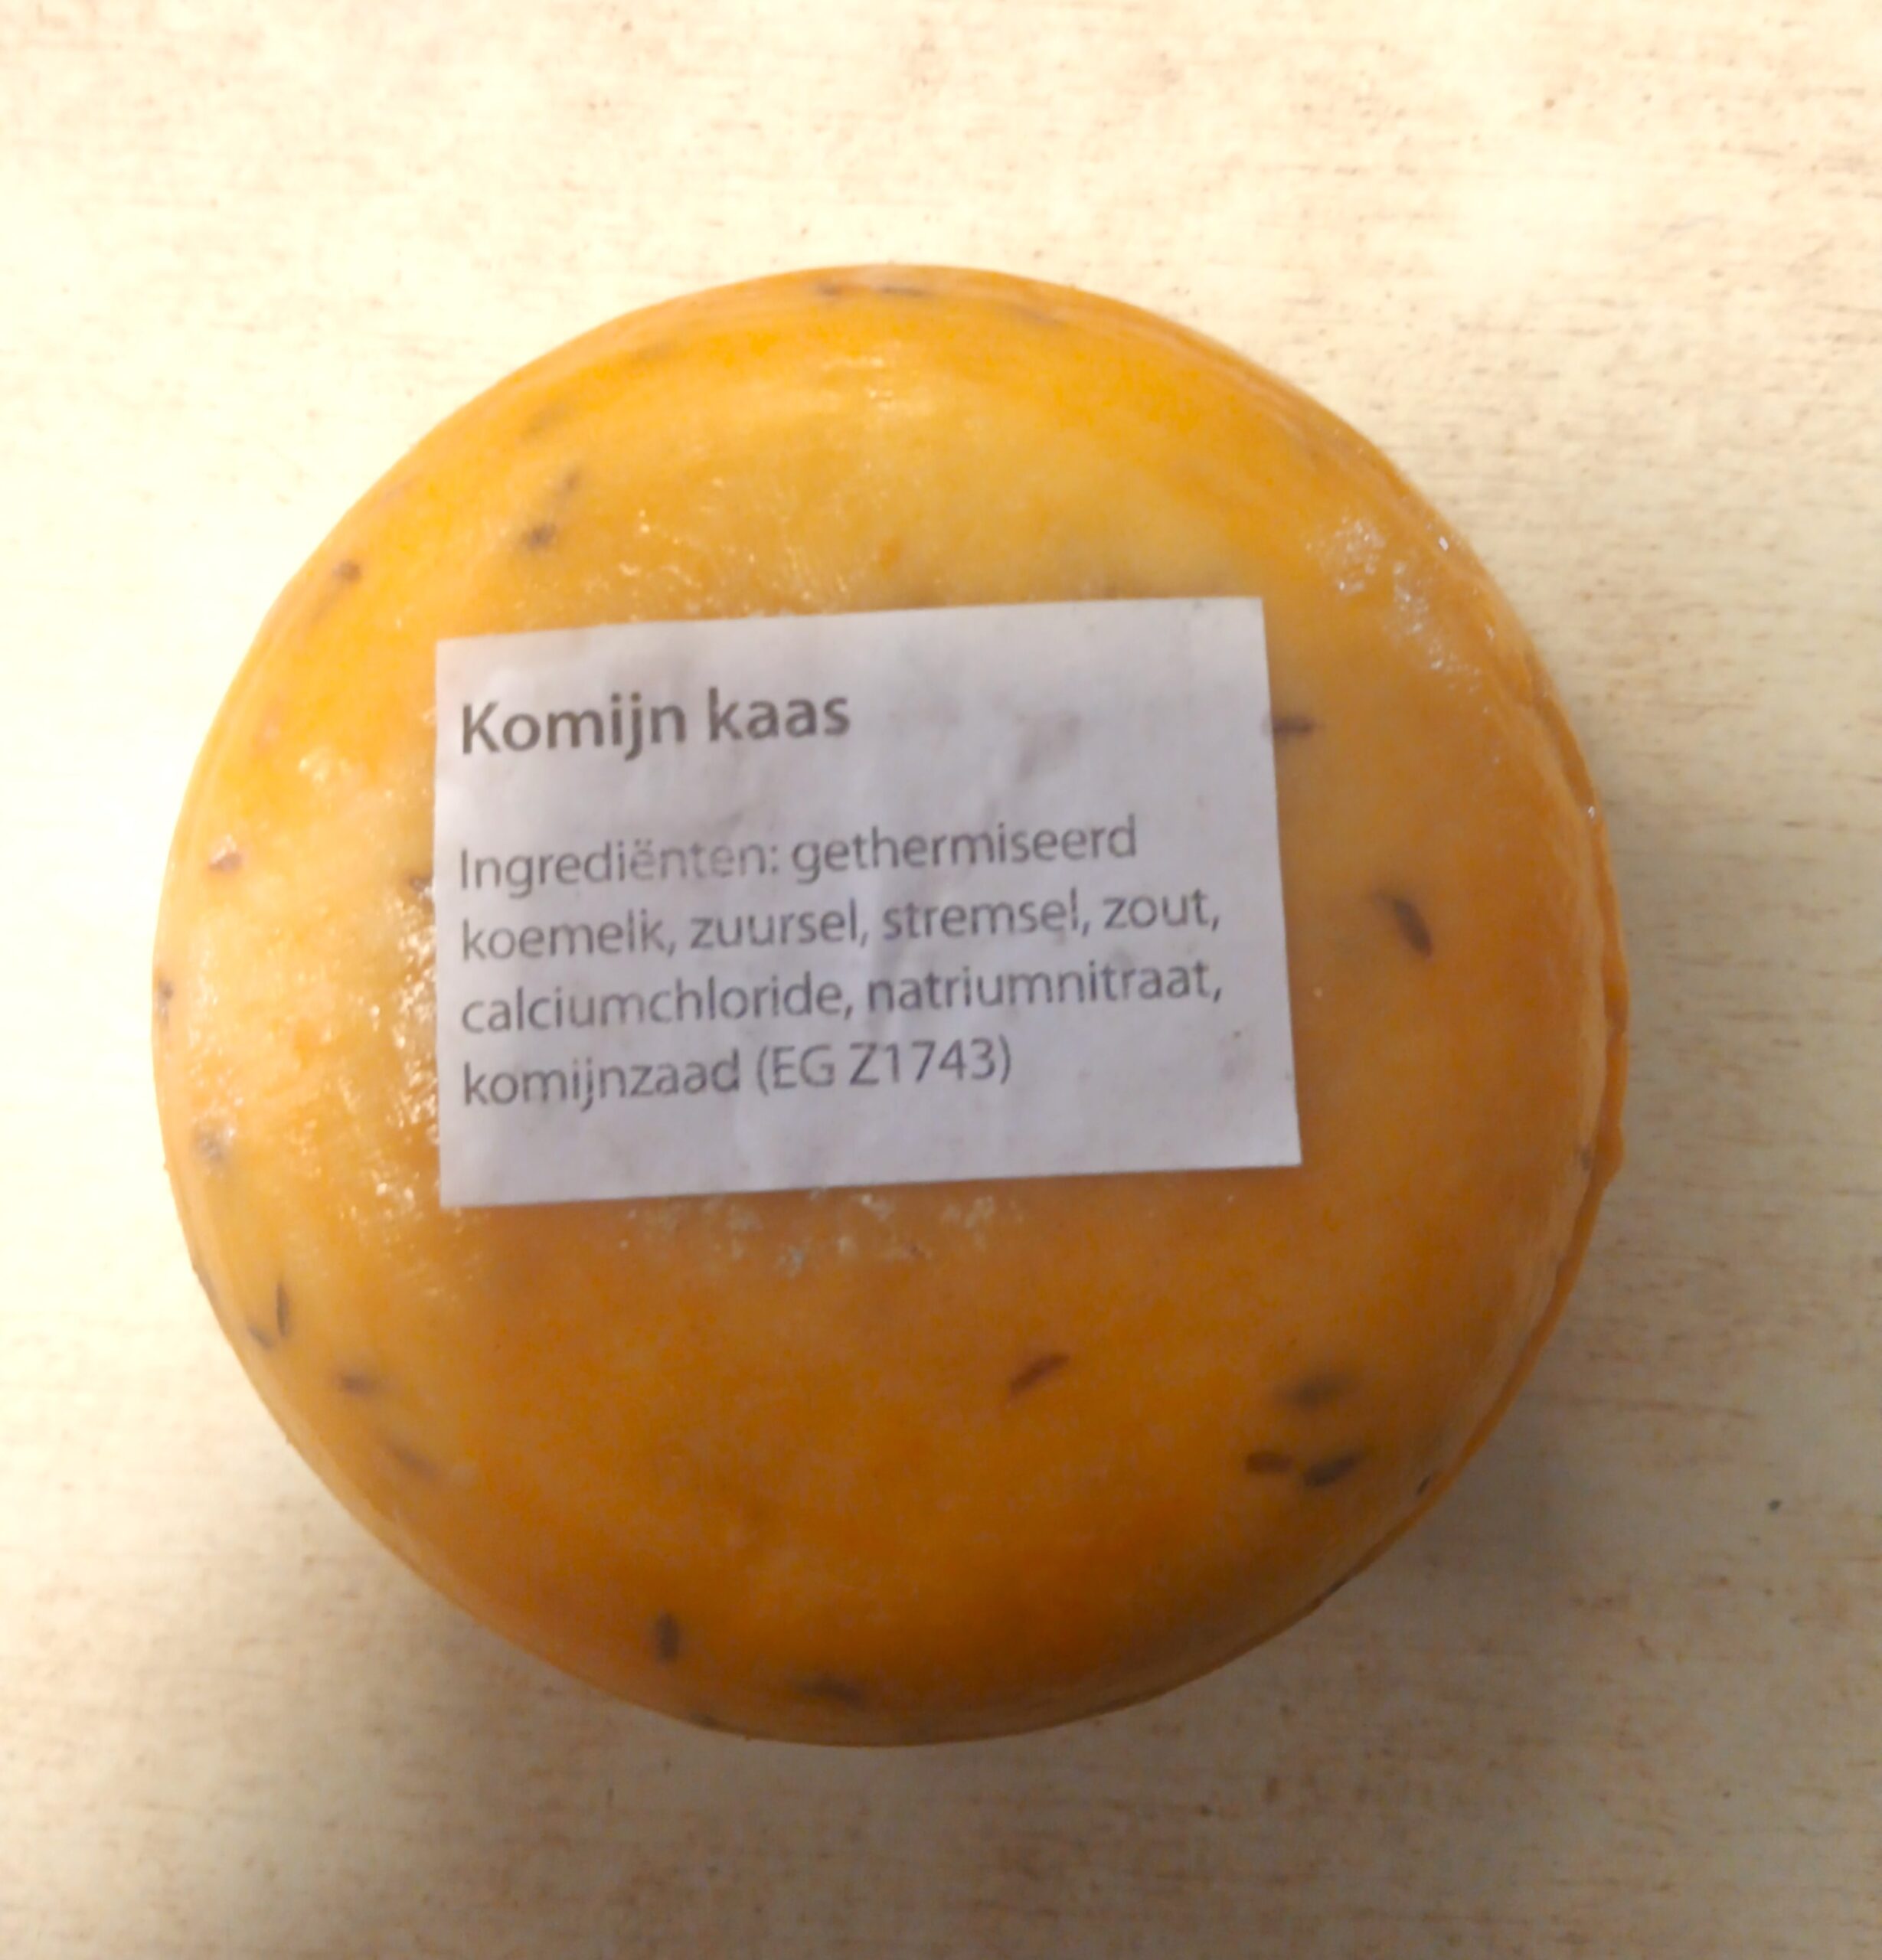 Komijn kaas
Ingrediënten: gethermiseerd
koemelk, zuursel, stremsel, zout,
calciumchloride, natriumnitraat,
komijnzaad (EG Z1743)